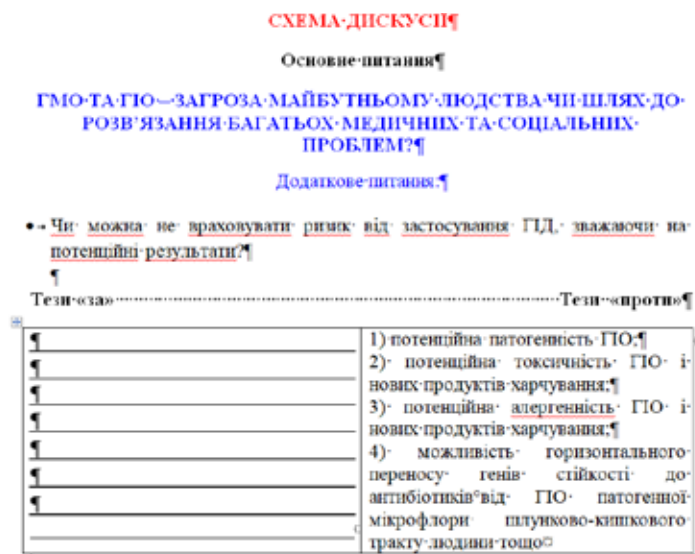 СХЕМА ДИСКУСІЇ
Основне питання
ГМО ТА ГІО – ЗАГРОЗА МАЙБУТНЬОМУ ЛЮДСТВА ЧИ ШЛЯХ ДО
РОЗВ'ЯЗАННЯ БАГАТЬОХ МЕДИЧНИХ ТА СОЦІАЛЬНИХ
ПРОБЛЕМ?
Додаткове питання:
• Чи можна не враховувати ризик від застосування ГІД, зважаючи на
потенційні результати?
Тези «за» Тези «проти»
1) потенційна патогенність ГІО;
2) потенційна токсичність ГІО і
нових продуктів харчування;
3) потенційна алергенність ГІО і
нових продуктів харчування;
4) можливість горизонтального
переносу генів стійкості до
антибіотиків від ГІО патогенної
мікрофлори шлунково-кишкового
тракту людини тощо